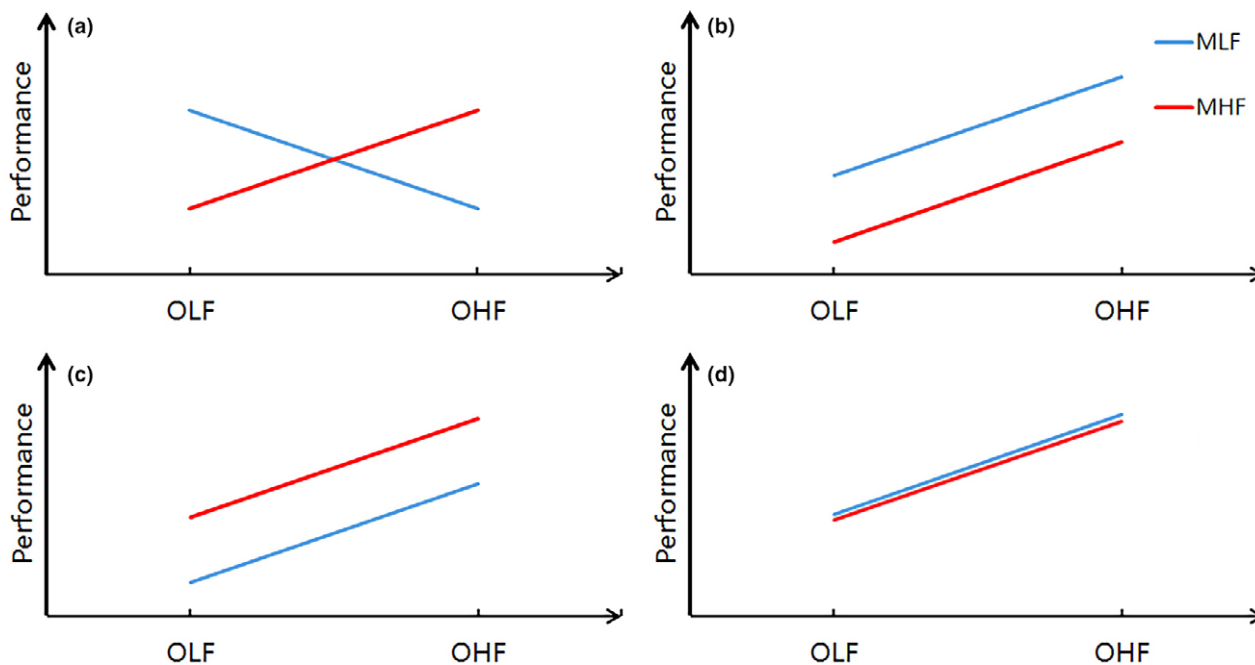 (a)
Performance
OLF
OHF
(b)
MLF
MHF
Performance
OLF
OHF
(c)
Performance
OLF
OHF
(d)
Performance
OLF
OHF